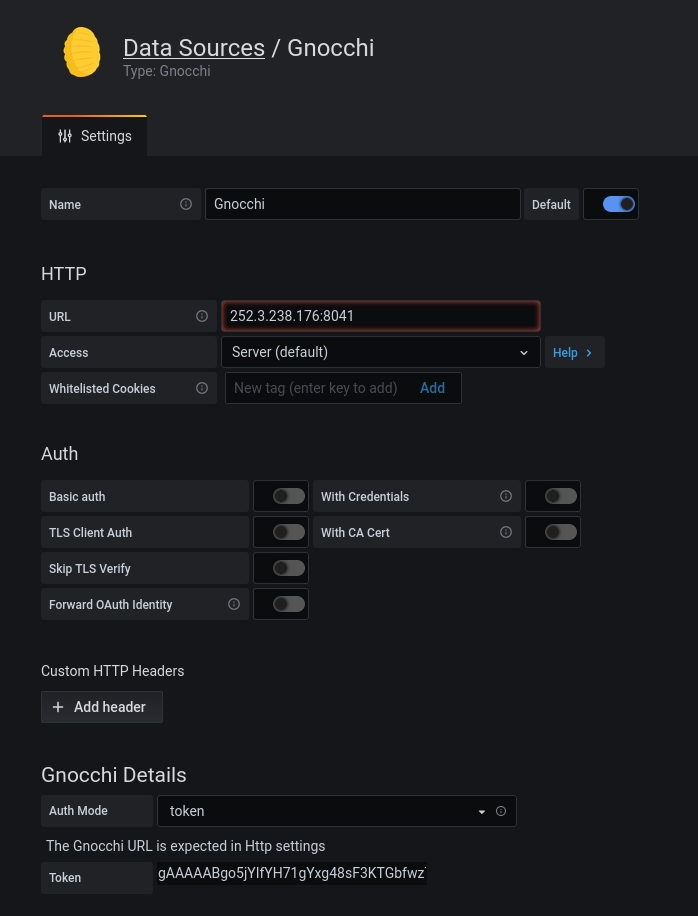 Data Sources / Gnocchi
Type: Gnocchi
Settings
Name Gnocchi Default
HTTP
URL 252.3.238.176:8041
Access Server (default) Help
Whitelisted Cookies New tag (enter key to add) Add
Auth
Basic auth With Credentials
TLS Client Auth With CA Cert
Skip TLS Verify
Forward OAuth Identity
Custom HTTP Headers
+ Add header
Gnocchi Details
Auth Mode token
The Gnocchi URL is expected in Http settings
Token gAAAAABgo5jYIfYH71gYxg48sF3KTGbfwz